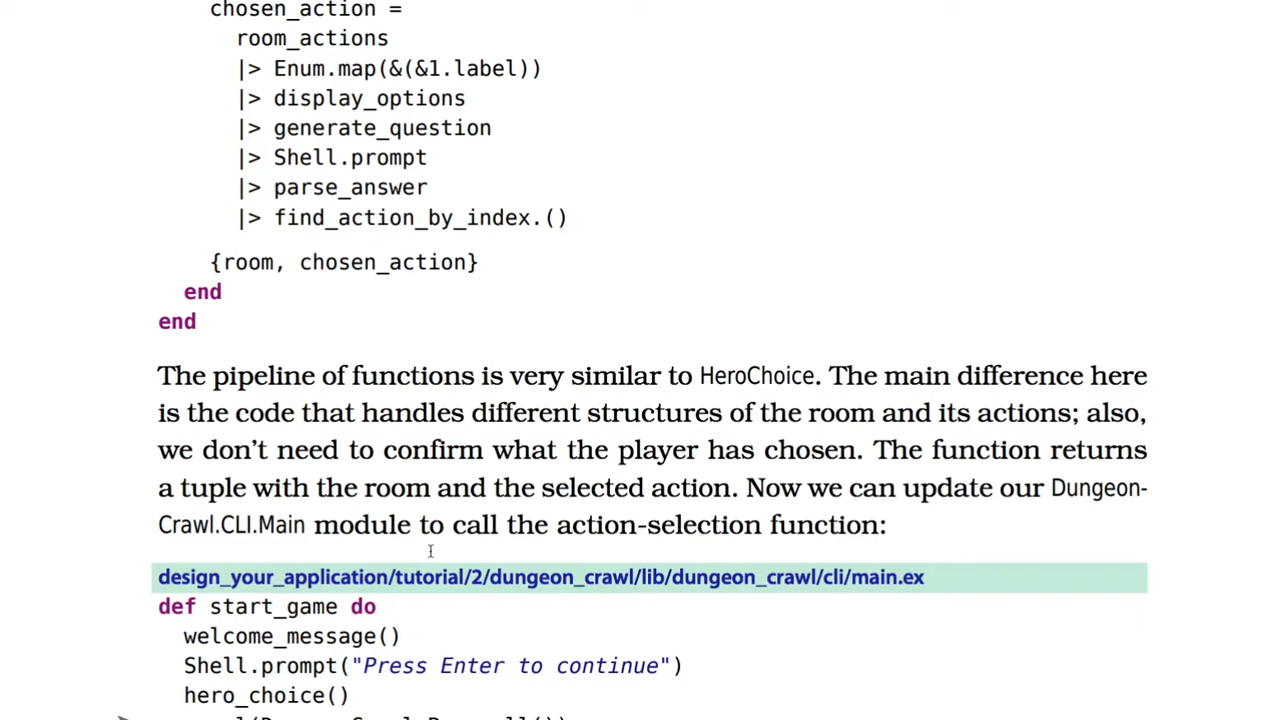 chosen_action =
room_actions
|> Enum.map(&(&1.label))
|> display_options
|> generate_question
|> Shell.prompt
|> parse_answer
|> find_action_by_index.()
{room, chosen_action}
end
end
The pipeline of functions is very similar to HeroChoice. The main difference here
is the code that handles different structures of the room and its actions; also,
we don’t need to confirm what the player has chosen. The function returns
a tuple with the room and the selected action. Now we can update our Dungeon-
Crawl.CLI.Main module to call the action-selection function:
design_your_application/tutorial/2/dungeon_crawl/lib/dungeon_crawl/cli/main.ex
def start_game do
welcome_message()
Shell.prompt("Press Enter to continue")
hero_choice()